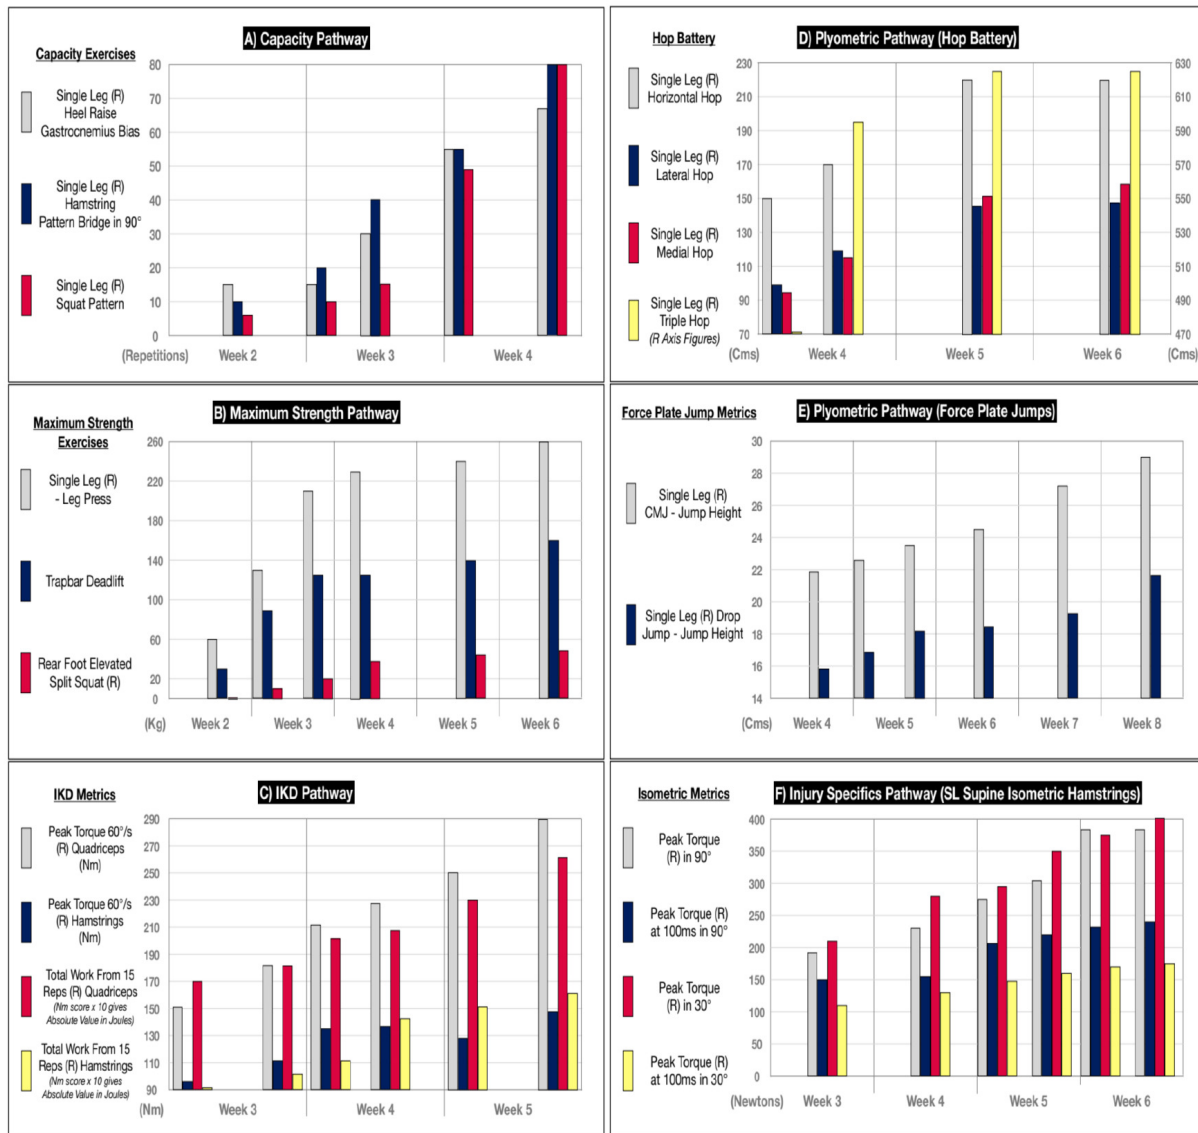 A) Capacity Pathway
Capacity Exercises
Single Leg (R)
Heel Raise
Gastrocnemius Bias
Single Leg (R)
Hamstring
Pattern Bridge in 90°
Single Leg (R)
Squat Pattern
80
70
60
50
40
30
20
10
0
(Repetitions)
Week 2
Week 3
Week 4
D) Plyometric Pathway (Hop Battery)
Hop Battery
Single Leg (R)
Horizontal Hop
Single Leg (R)
Lateral Hop
Single Leg (R)
Medial Hop
Single Leg (R)
Triple Hop
(R Axis Figures)
230
210
190
170
150
130
110
90
70
630
610
590
570
550
530
510
490
470
(Cms)
Week 4
Week 5
Week 6
(Cms)
B) Maximum Strength Pathway
Maximum Strength
Exercises
Single Leg (R)
- Leg Press
Trapbar Deadlift
Rear Foot Elevated
Split Squat (R)
260
220
180
140
100
60
20
0
(Kg)
Week 2
Week 3
Week 4
Week 5
Week 6
E) Plyometric Pathway (Force Plate Jumps)
Force Plate Jump Metrics
Single Leg (R)
CMJ - Jump Height
Single Leg (R) Drop
Jump - Jump Height
30
28
26
24
22
20
18
16
14
(Cms)
Week 4
Week 5
Week 6
Week 7
Week 8
C) IKD Pathway
IKD Metrics
Peak Torque 60°/s
(R) Quadriceps
(Nm)
Peak Torque 60°/s
(R) Hamstrings
(Nm)
Total Work From 15
Reps (R) Quadriceps
(Nm score x 10 gives
Absolute Value in Joules)
Total Work From 15
Reps (R) Hamstrings
(Nm score x 10 gives
Absolute Value in Joules)
290
270
250
230
210
190
170
150
130
110
90
(Nm)
Week 3
Week 4
Week 5
F) Injury Specifics Pathway (SL Supine Isometric Hamstrings)
Isometric Metrics
Peak Torque
(R) in 90°
Peak Torque (R)
at 100ms in 90°
Peak Torque
(R) in 30°
Peak Torque (R)
at 100ms in 30°
400
350
300
250
200
150
100
50
0
(Newtons)
Week 3
Week 4
Week 5
Week 6